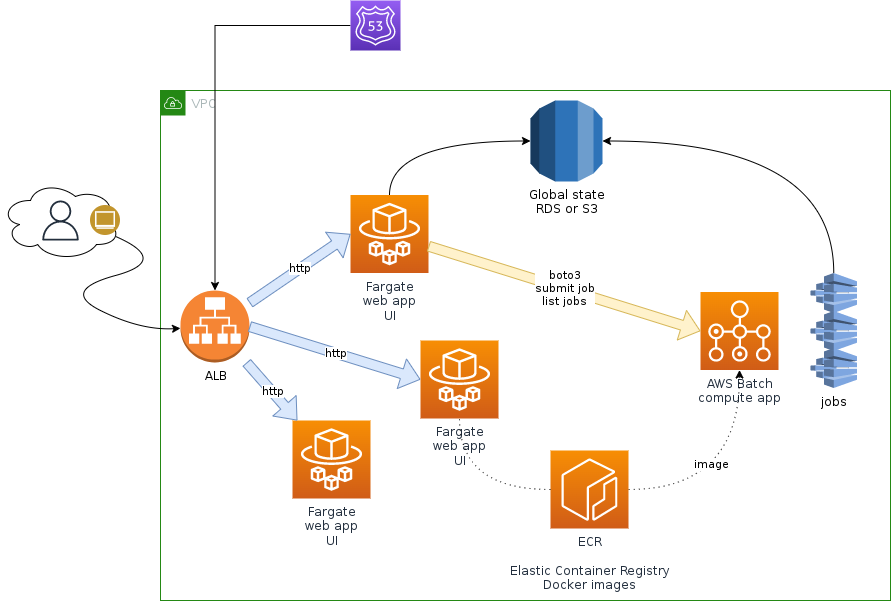 53
VPC
Global state
RDS or S3
http
Fargate
web app
UI
boto3
submit job
list jobs
http
ALB
http
Fargate
web app
UI
AWS Batch
compute app
jobs
image
Fargate
web app
UI
ECR
Elastic Container Registry
Docker images